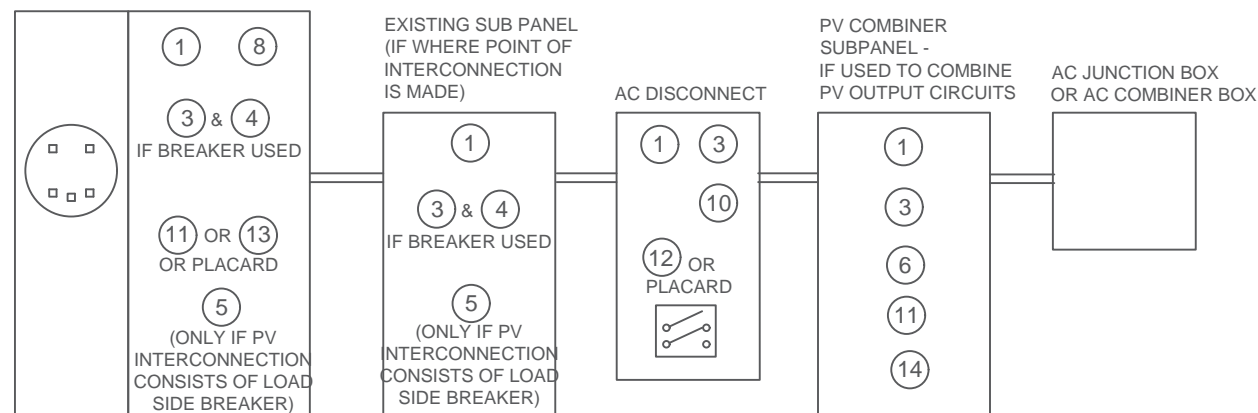 1 8
3 & 4
IF BREAKER USED
11 OR 13
OR PLACARD
5
(ONLY IF PV
INTERCONNECTION
CONSISTS OF LOAD
SIDE BREAKER)
EXISTING SUB PANEL
(IF WHERE POINT OF
INTERCONNECTION
IS MADE)
1
3 & 4
IF BREAKER USED
5
(ONLY IF PV
INTERCONNECTION
CONSISTS OF LOAD
SIDE BREAKER)
AC DISCONNECT
1 3
10
12 OR
PLACARD
PV COMBINER
SUBPANEL -
IF USED TO COMBINE
PV OUTPUT CIRCUITS
1
3
6
11
14
AC JUNCTION BOX
OR AC COMBINER BOX